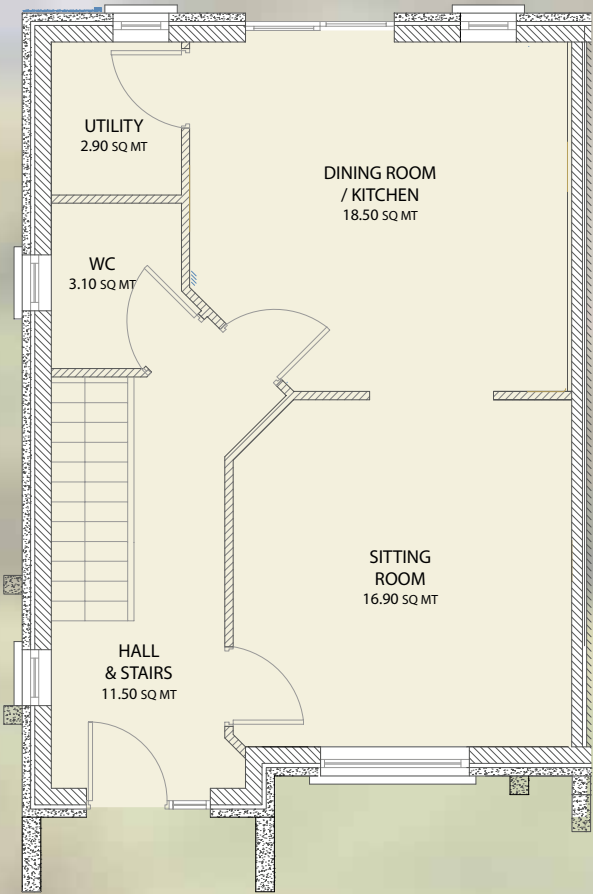 UTILITY
2.90 SQ MT
DINING ROOM
/ KITCHEN
18.50 SQ MT
WC
3.10 SQ MT
SITTING
ROOM
16.90 SQ MT
HALL
& STAIRS
11.50 SQ MT